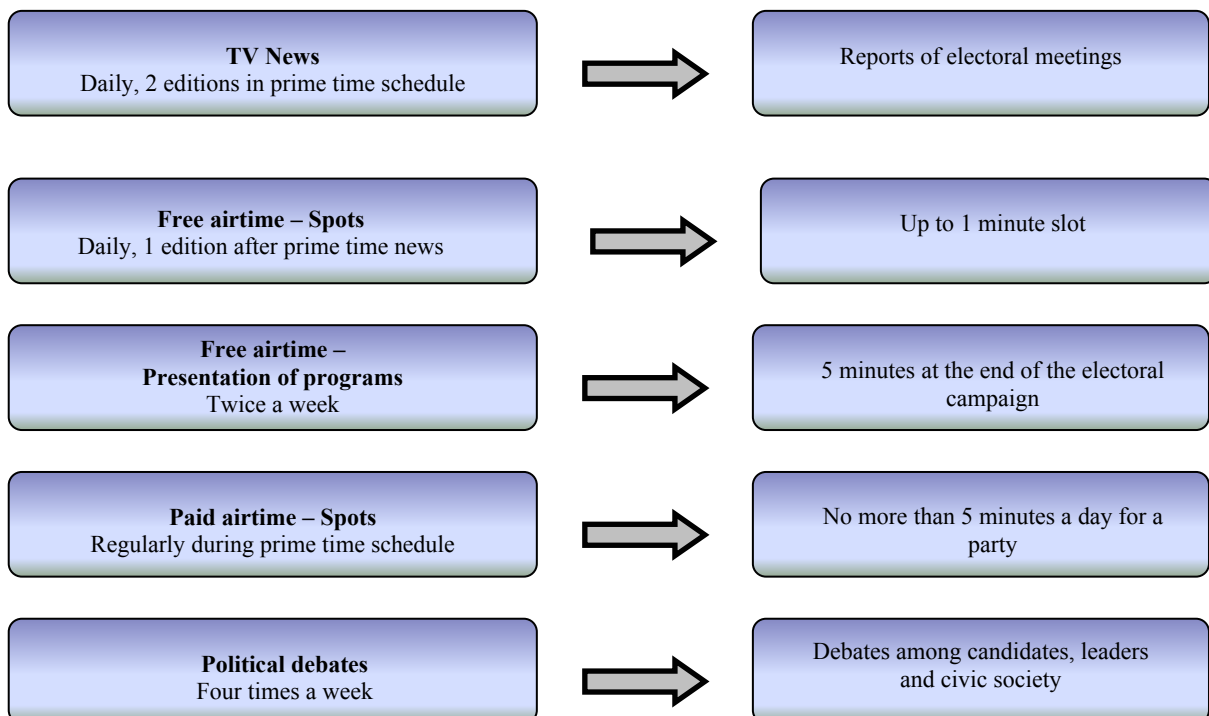 TV News
Daily, 2 editions in prime time schedule
Reports of electoral meetings
Free airtime – Spots
Daily, 1 edition after prime time news
Up to 1 minute slot
Free airtime –
Presentation of programs
Twice a week
5 minutes at the end of the electoral
campaign
Paid airtime – Spots
Regularly during prime time schedule
No more than 5 minutes a day for a
party
Political debates
Four times a week
Debates among candidates, leaders
and civic society